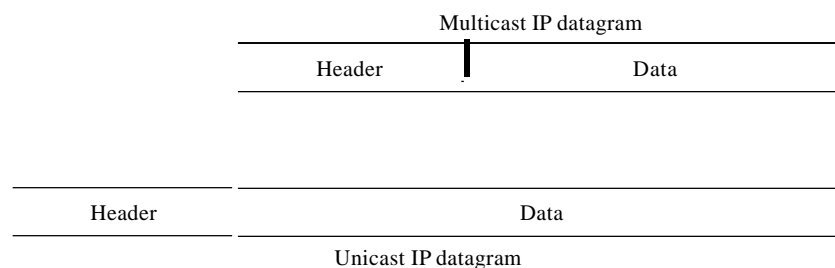 Multicast IP datagram
Header Data
Header Data
Unicast IP datagram